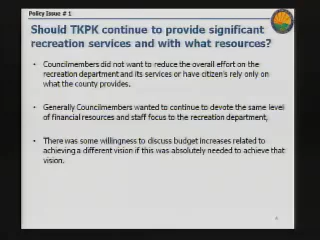 Policy Issue # 1
Should TKPK continue to provide significant
recreation services and with what resources?
• Councilmembers did not want to reduce the overall effort on the
recreation department and its services or have citizen's rely only on
what the county provides.
• Generally Councilmembers wanted to continue to devote the same level
of financial resources and staff focus to the recreation department,
• There was some willingness to discuss budget increases related to
achieving a different vision if this was absolutely needed to achieve that
vision.